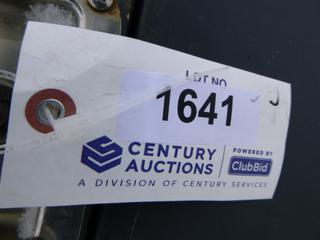 LOT NO.
1641
CENTURY
AUCTIONS
POWERED BY
ClubBid
A DIVISION OF CENTURY SERVICES